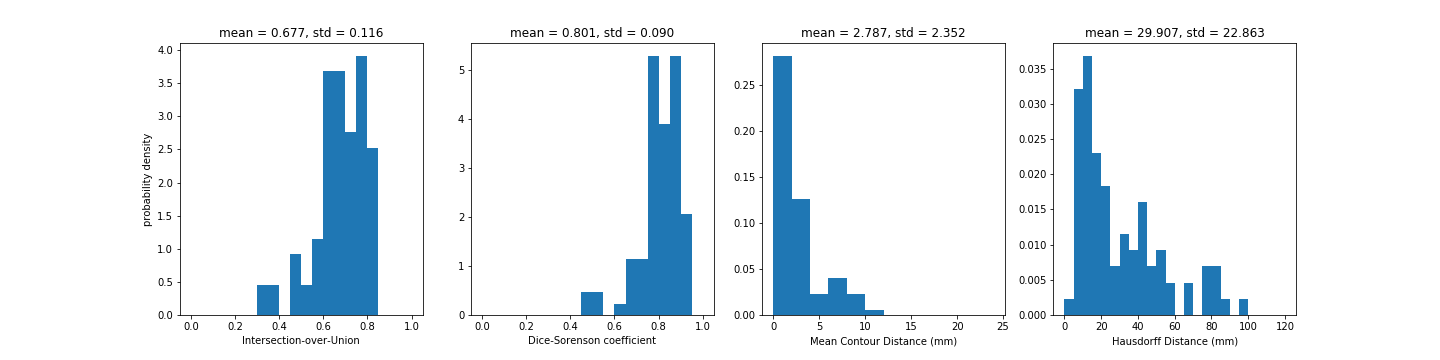 mean = 0.677, std = 0.116
mean = 0.801, std = 0.090
mean = 2.787, std = 2.352
mean = 29.907, std = 22.863
probability density
4.0
3.5
3.0
2.5
2.0
1.5
1.0
0.5
0.0
0.0 0.2 0.4 0.6 0.8 1.0
Intersection-over-Union
5
4
3
2
1
0
0.0 0.2 0.4 0.6 0.8 1.0
Dice-Sorenson coefficient
0.25
0.20
0.15
0.10
0.05
0.00
0 5 10 15 20 25
Mean Contour Distance (mm)
0.035
0.030
0.025
0.020
0.015
0.010
0.005
0.000
0 20 40 60 80 100 120
Hausdorff Distance (mm)